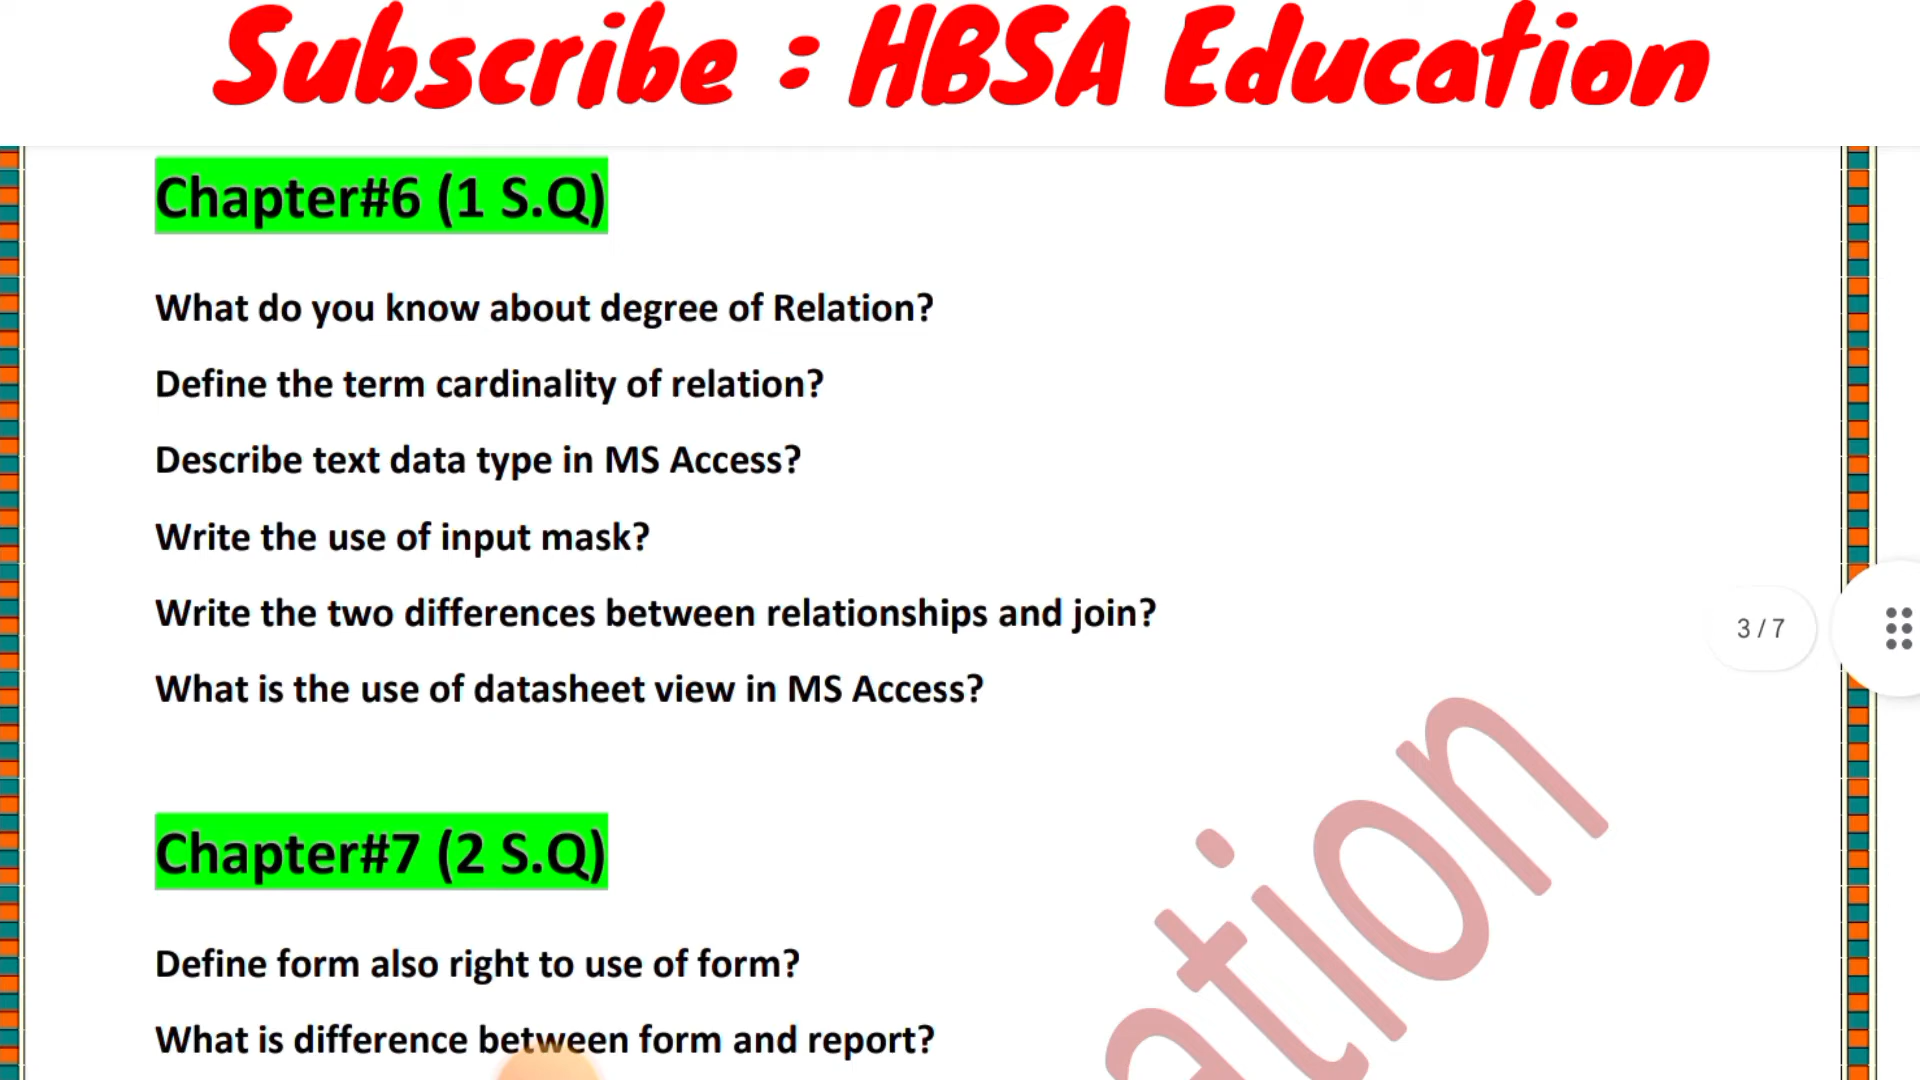 Subscribe : HBSA Education
Chapter#6 (1 S.Q)
What do you know about degree of Relation?
Define the term cardinality of relation?
Describe text data type in MS Access?
Write the use of input mask?
Write the two differences between relationships and join?
3 / 7
What is the use of datasheet view in MS Access?
Chapter#7 (2 S.Q)
Define form also right to use of form?
What is difference between form and report?
ation